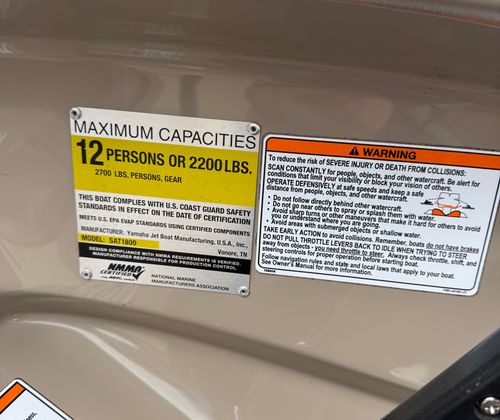 MAXIMUM CAPACITIES
12 PERSONS OR 2200 LBS.
2700 LBS, PERSONS, GEAR
THIS BOAT COMPLIES WITH U.S. COAST GUARD SAFETY
STANDARDS IN EFFECT ON THE DATE OF CERTIFICATION
MEETS U.S. EPA EVAP STANDARDS USING CERTIFIED COMPONENTS
MANUFACTURER: Yamaha Jet Boat Manufacturing, U.S.A., Inc.,
Vonore, TN
MODEL: SAT1800
DESIGN COMPLIANCE WITH NMMA REQUIREMENTS IS VERIFIED.
MANUFACTURER RESPONSIBLE FOR PRODUCTION CONTROL.
NMMA
CERTIFIED
NATIONAL MARINE
MANUFACTURERS ASSOCIATION
WARNING
To reduce the risk of SEVERE INJURY OR DEATH FROM COLLISIONS:
SCAN CONSTANTLY for people, objects, and other watercraft. Be alert for
conditions that limit your visibility or block your vision of others.
OPERATE DEFENSIVELY at safe speeds and keep a safe
distance from people, objects, and other watercraft.
• Do not follow directly behind other watercraft.
• Do not go near others to spray or splash them with water.
• Avoid sharp turns or other maneuvers that make it hard for others to avoid
you or understand where you are going.
• Avoid areas with submerged objects or shallow water.
TAKE EARLY ACTION to avoid collisions. Remember, boats do not have brakes
DO NOT PULL THROTTLE LEVERS BACK TO IDLE WHEN TRYING TO STEER
away from objects - you need throttle to steer. Always check throttle, shift, and
steering controls for proper operation before starting boat.
Follow navigation rules and state and local laws that apply to your boat.
See Owner's Manual for more information.
YAMAHA